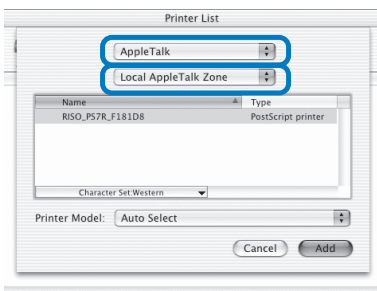 Printer List
AppleTalk
Local AppleTalk Zone
Name Type
RISO_PS7R_F181D8 PostScript printer
Character Set:Western
Printer Model: Auto Select
Cancel Add